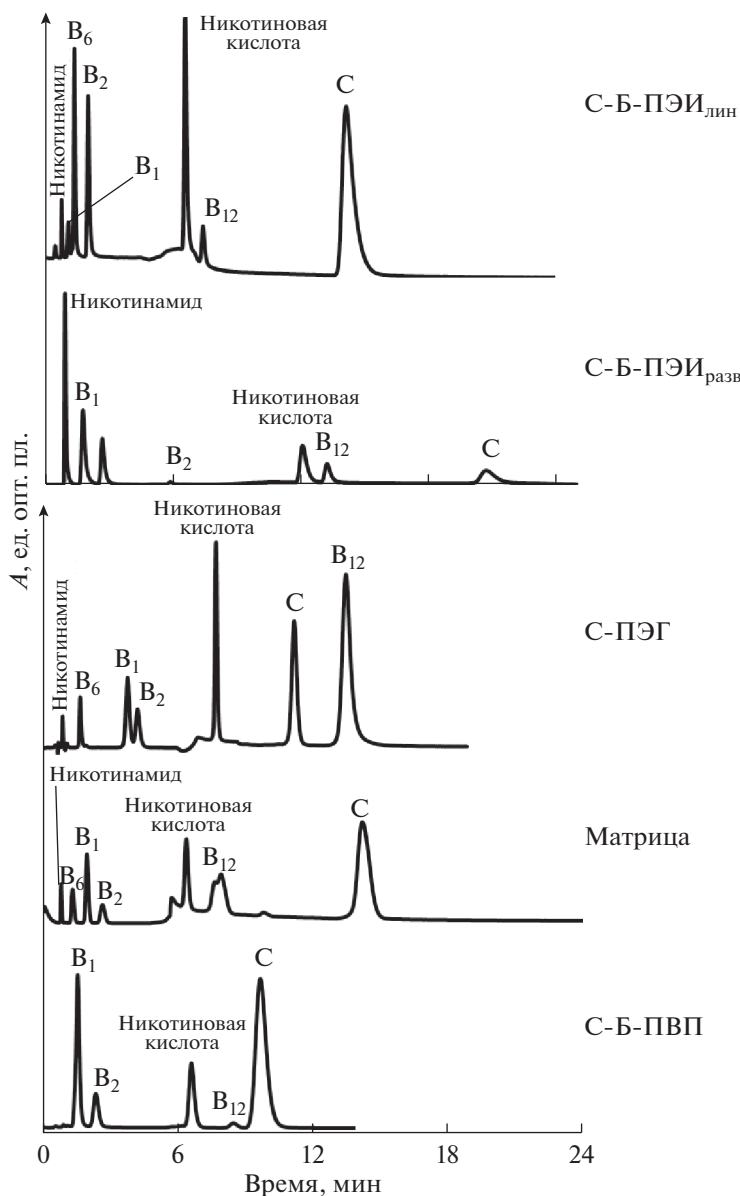 Никотиновая
кислота
B₆
B₂
C
С-Б-ПЭИлин
Никотинамид
B₁
B₁₂
Никотинамид
С-Б-ПЭИразв
B₁
Никотиновая
кислота
B₂
B₁₂
C
A, ед. опт. пл.
Никотиновая
кислота
B₁₂
Никотинамид
C
С-ПЭГ
B₁
B₆
B₂
Никотинамид
Никотиновая
кислота
C
Матрица
B₁
B₁₂
B₆
B₂
B₁
C
Никотиновая
кислота
С-Б-ПВП
B₂
B₁₂
0 6 12 18 24
Время, мин